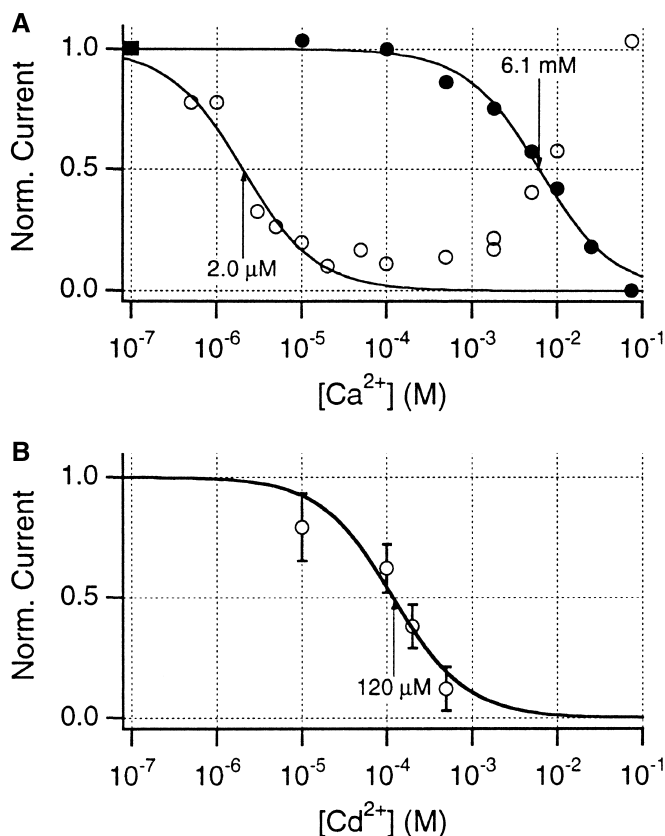 A
1.0
6.1 mM
0.5
2.0 μM
0.0
Norm. Current
10⁻⁷ 10⁻⁶ 10⁻⁵ 10⁻⁴ 10⁻³ 10⁻² 10⁻¹
[Ca²⁺] (M)
B
1.0
0.5
120 μM
0.0
Norm. Current
10⁻⁷ 10⁻⁶ 10⁻⁵ 10⁻⁴ 10⁻³ 10⁻² 10⁻¹
[Cd²⁺] (M)